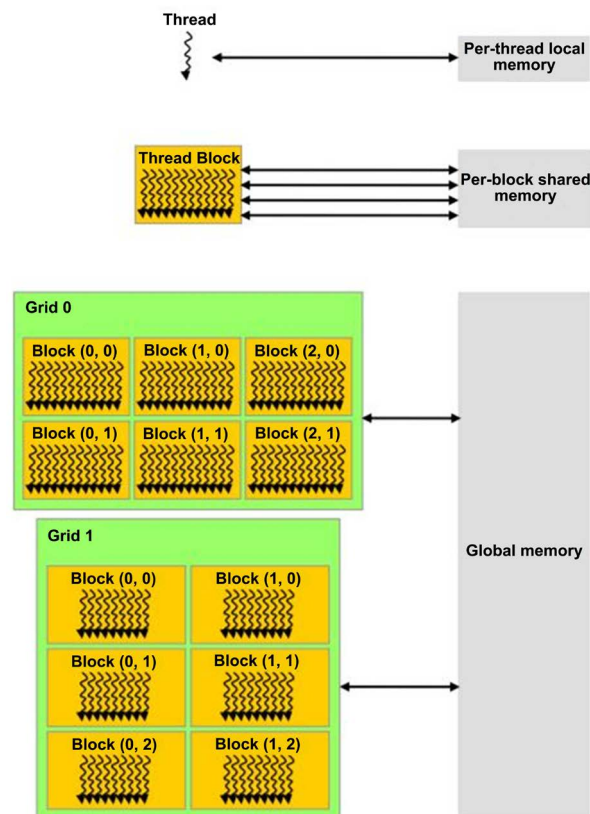 Thread
Per-thread local
memory
Thread Block
Per-block shared
memory
Grid 0
Block (0, 0) Block (1, 0) Block (2, 0)
Block (0, 1) Block (1, 1) Block (2, 1)
Global memory
Grid 1
Block (0, 0) Block (1, 0)
Block (0, 1) Block (1, 1)
Block (0, 2) Block (1, 2)